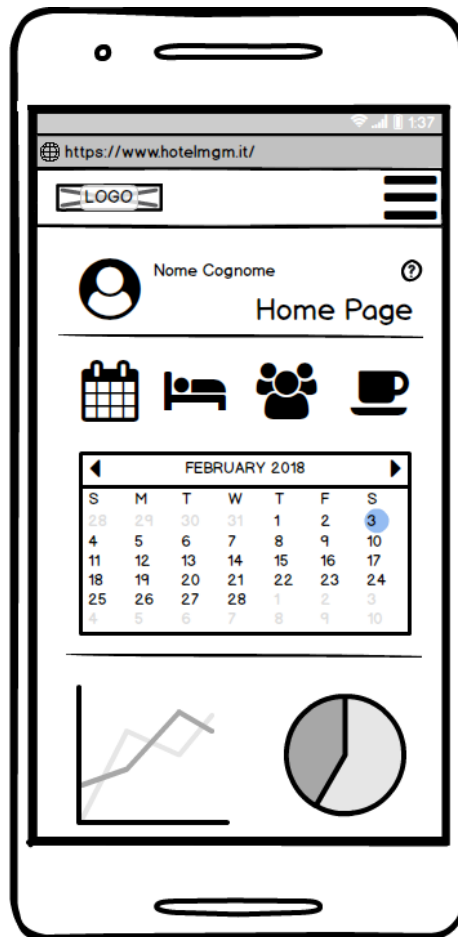 1:37
https://www.hotelmgm.it/
LOGO
Nome Cognome
?
Home Page
FEBRUARY 2018
S M T W T F S
28 29 30 31 1 2 3
4 5 6 7 8 9 10
11 12 13 14 15 16 17
18 19 20 21 22 23 24
25 26 27 28 1 2 3
4 5 6 7 8 9 10